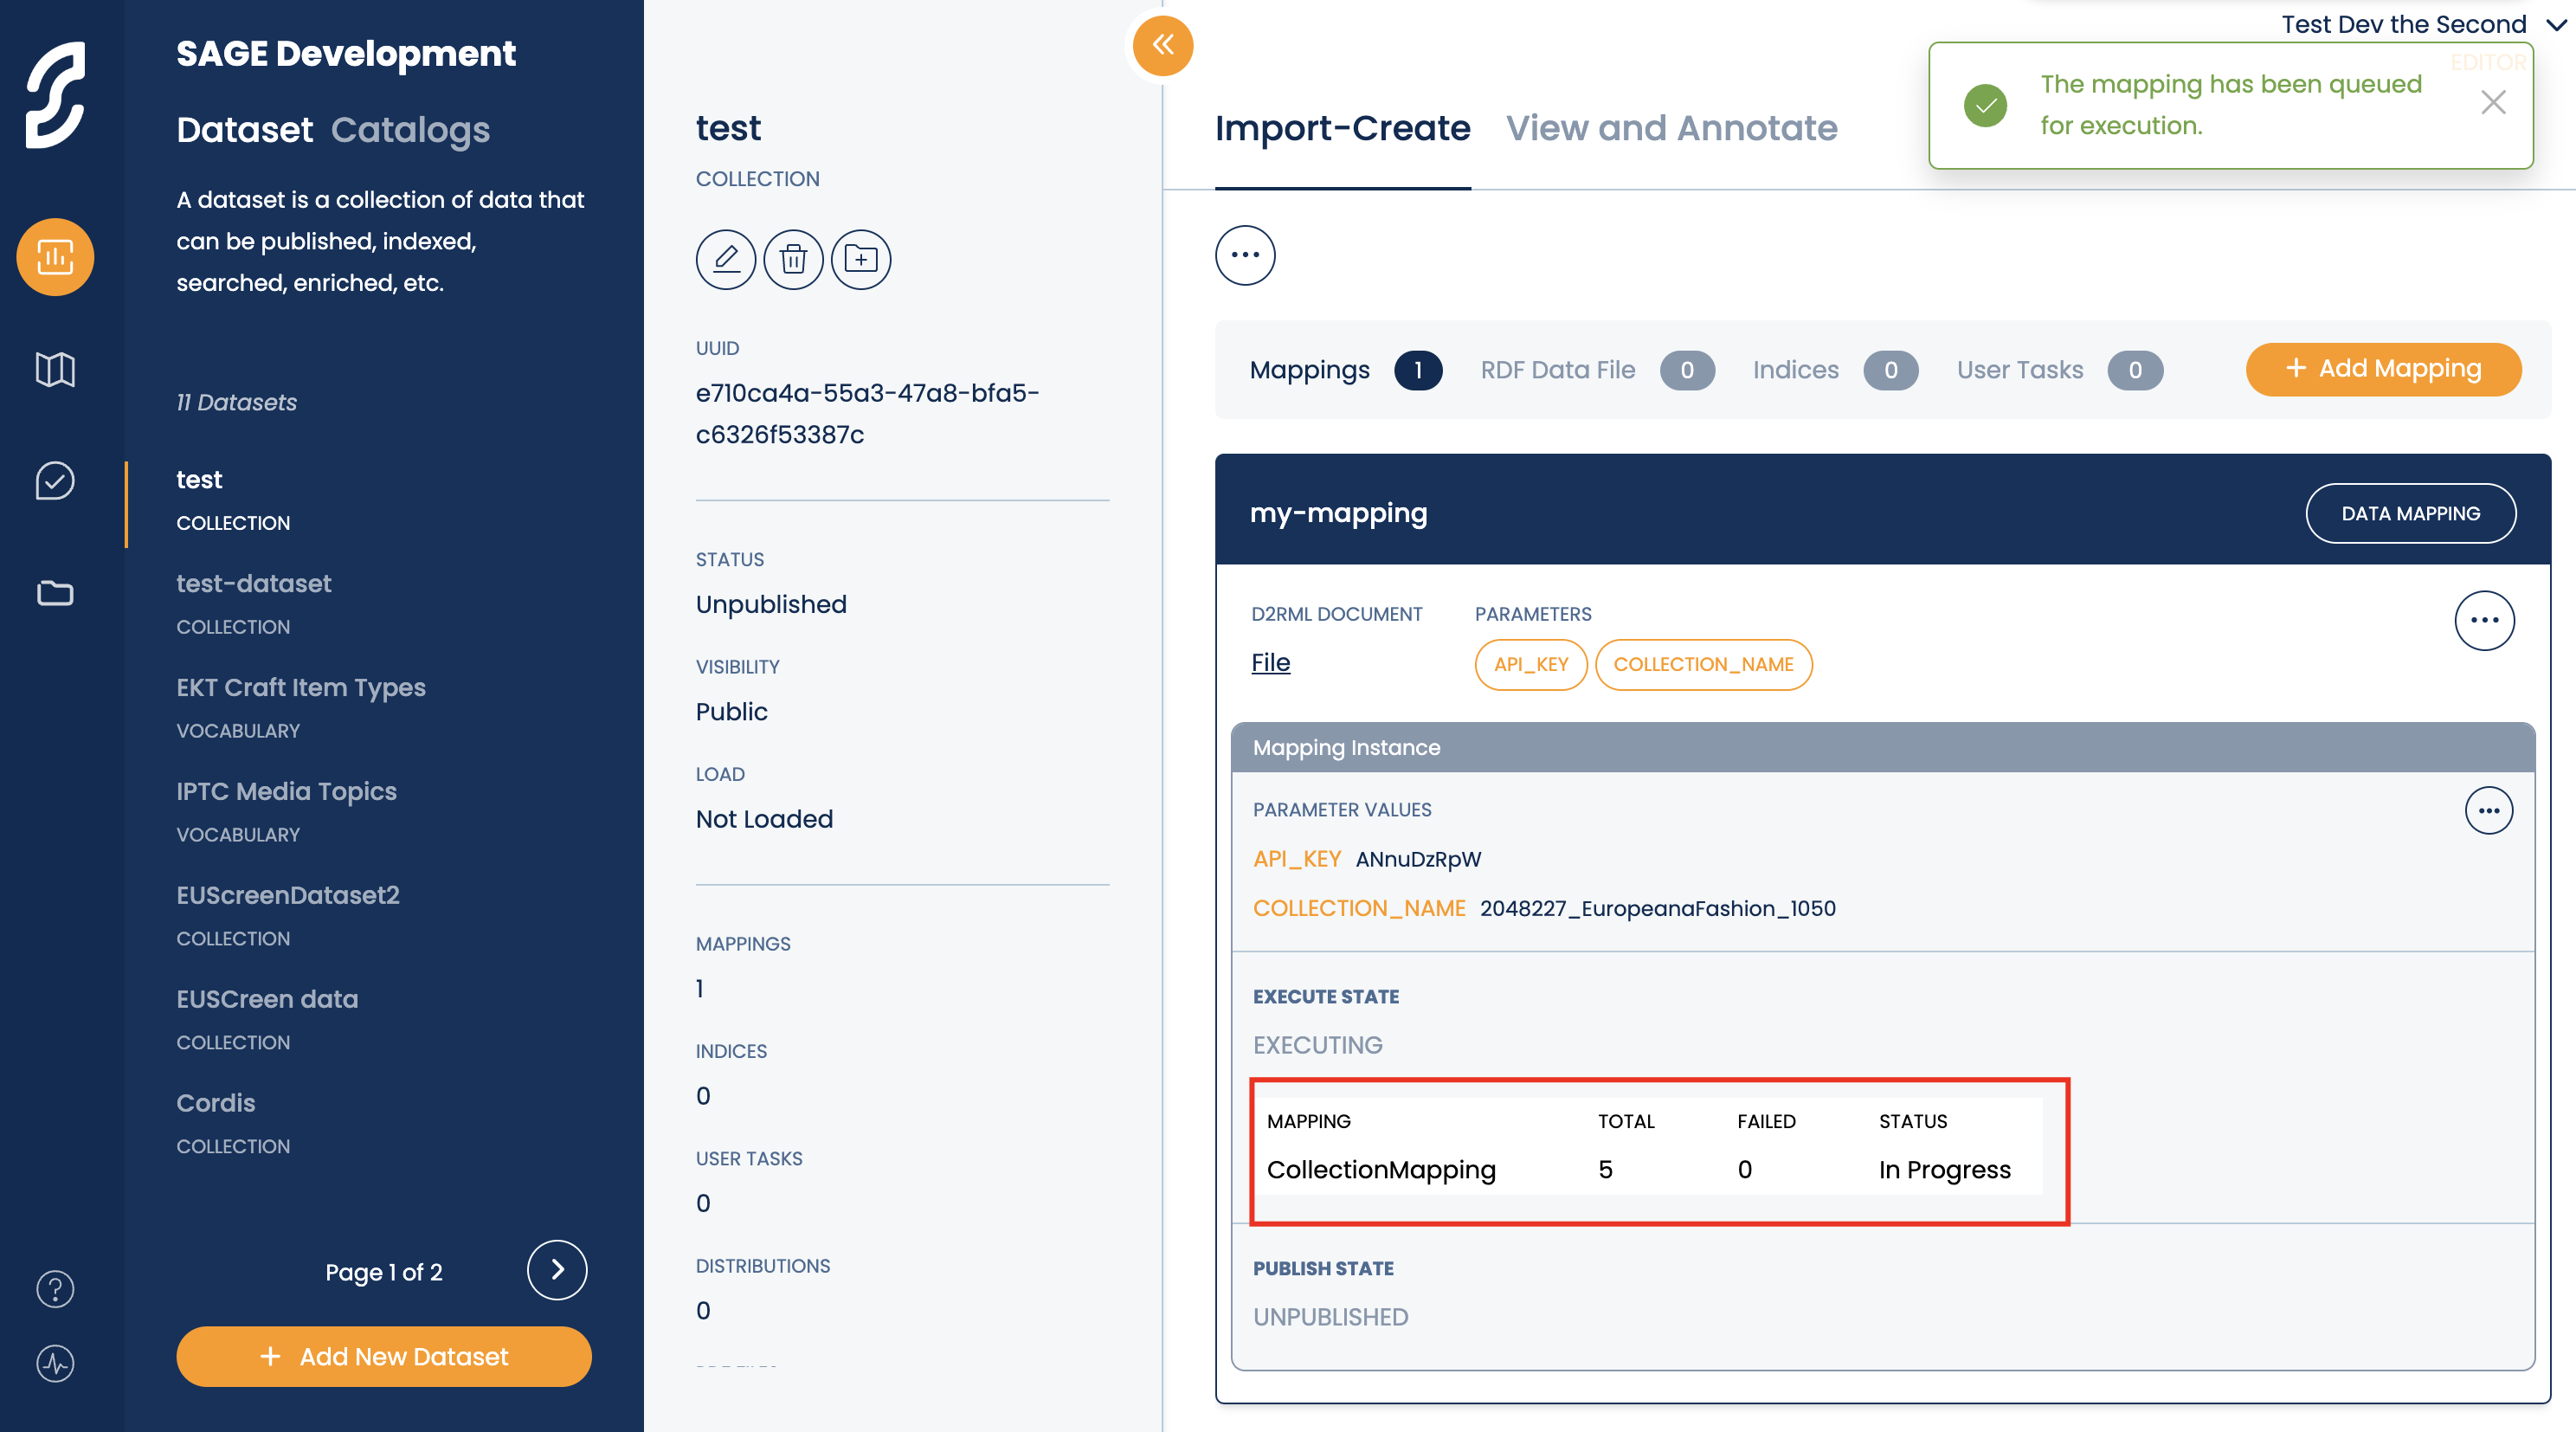 SAGE Development
Dataset Catalogs
A dataset is a collection of data that
can be published, indexed,
searched, enriched, etc.
11 Datasets
test
COLLECTION
test-dataset
COLLECTION
EKT Craft Item Types
VOCABULARY
IPTC Media Topics
VOCABULARY
EUScreenDataset2
COLLECTION
EUSCreen data
COLLECTION
Cordis
COLLECTION
Page 1 of 2
+ Add New Dataset
test
COLLECTION
UUID
e710ca4a-55a3-47a8-bfa5-
c6326f53387c
STATUS
Unpublished
VISIBILITY
Public
LOAD
Not Loaded
MAPPINGS
1
INDICES
0
USER TASKS
0
DISTRIBUTIONS
0
Test Dev the Second
EDITOR
The mapping has been queued
for execution.
Import-Create View and Annotate
Mappings 1 RDF Data File 0 Indices 0 User Tasks 0 + Add Mapping
my-mapping DATA MAPPING
D2RML DOCUMENT PARAMETERS
File API_KEY COLLECTION_NAME
Mapping Instance
PARAMETER VALUES
API_KEY ANnuDzRpW
COLLECTION_NAME 2048227_EuropeanaFashion_1050
EXECUTE STATE
EXECUTING
MAPPING TOTAL FAILED STATUS
CollectionMapping 5 0 In Progress
PUBLISH STATE
UNPUBLISHED